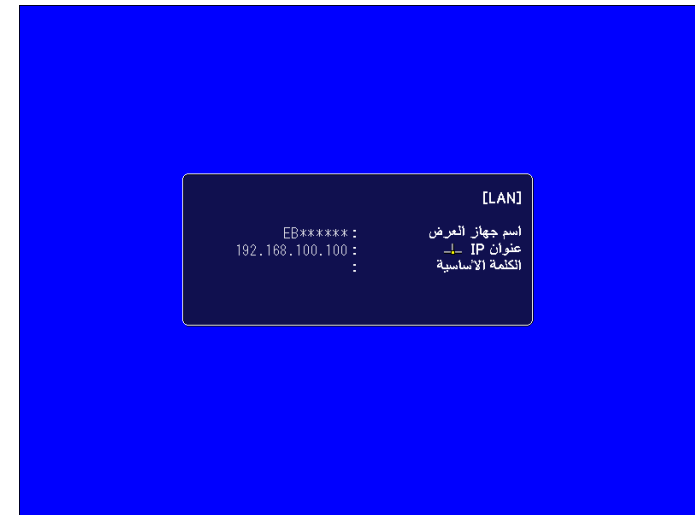 [LAN]
اسم جهاز العرض : EB******
عنوان IP : 192.168.100.100
الكلمة الأساسية :